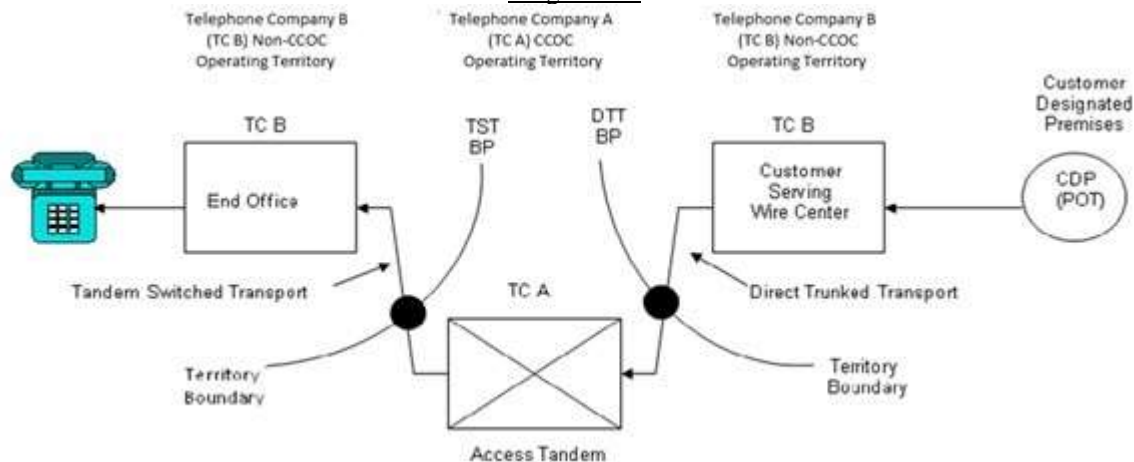 Telephone Company B
(TC B) Non-CCOC
Operating Territory
Telephone Company A
(TC A) CCOC
Operating Territory
Telephone Company B
(TC B) Non-CCOC
Operating Territory
Customer
Designated
Premises
TC B
TST
BP
DTT
BP
TC B
End Office
Customer
Serving
Wire Center
CDP
(POT)
Tandem Switched Transport
TC A
Direct Trunked Transport
Territory
Boundary
Territory
Boundary
Access Tandem